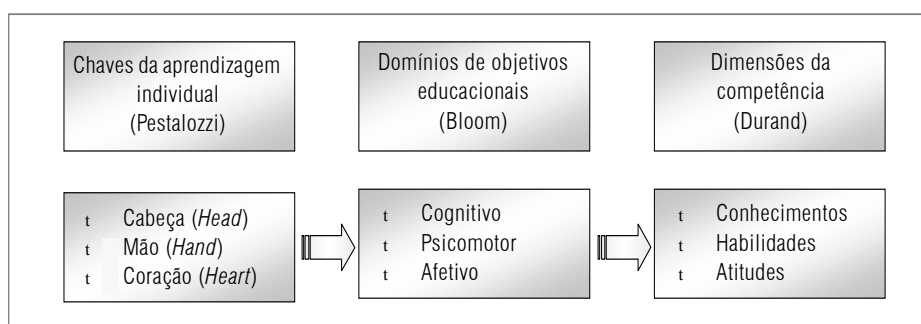 Chaves da aprendizagem
individual
(Pestalozzi)
Domínios de objetivos
educacionais
(Bloom)
Dimensões da
competência
(Durand)
t Cabeça (Head)
t Mão (Hand)
t Coração (Heart)
t Cognitivo
t Psicomotor
t Afetivo
t Conhecimentos
t Habilidades
t Atitudes